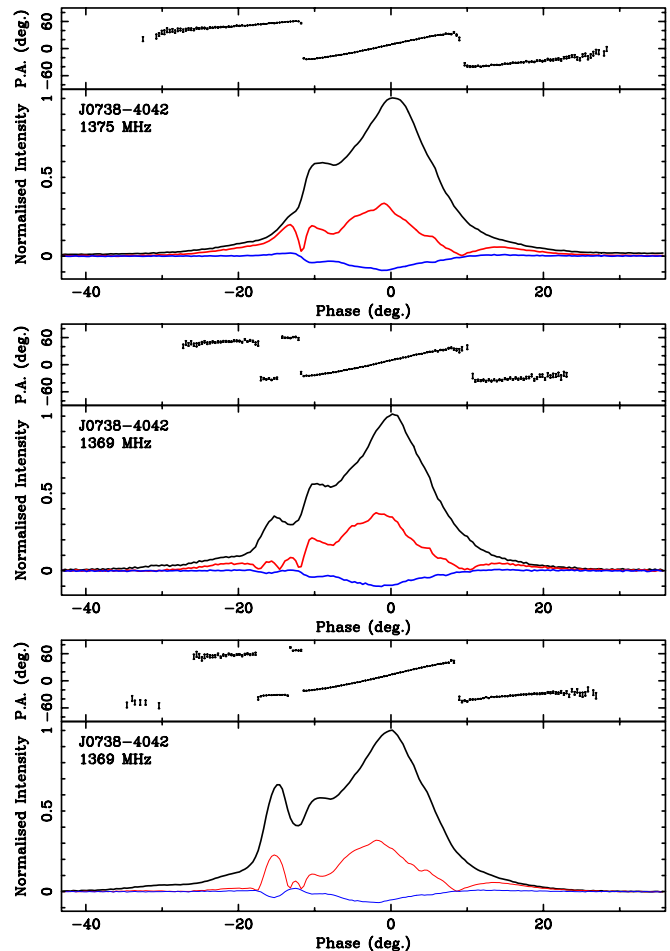 P.A. (deg.)
60
0
−60
Normalised Intensity
1
0.5
0
J0738−4042
1375 MHz
−40
−20
0
20
Phase (deg.)
P.A. (deg.)
60
0
−60
Normalised Intensity
1
0.5
0
J0738−4042
1369 MHz
−40
−20
0
20
Phase (deg.)
P.A. (deg.)
60
0
−60
Normalised Intensity
1
0.5
0
J0738−4042
1369 MHz
−40
−20
0
20
Phase (deg.)